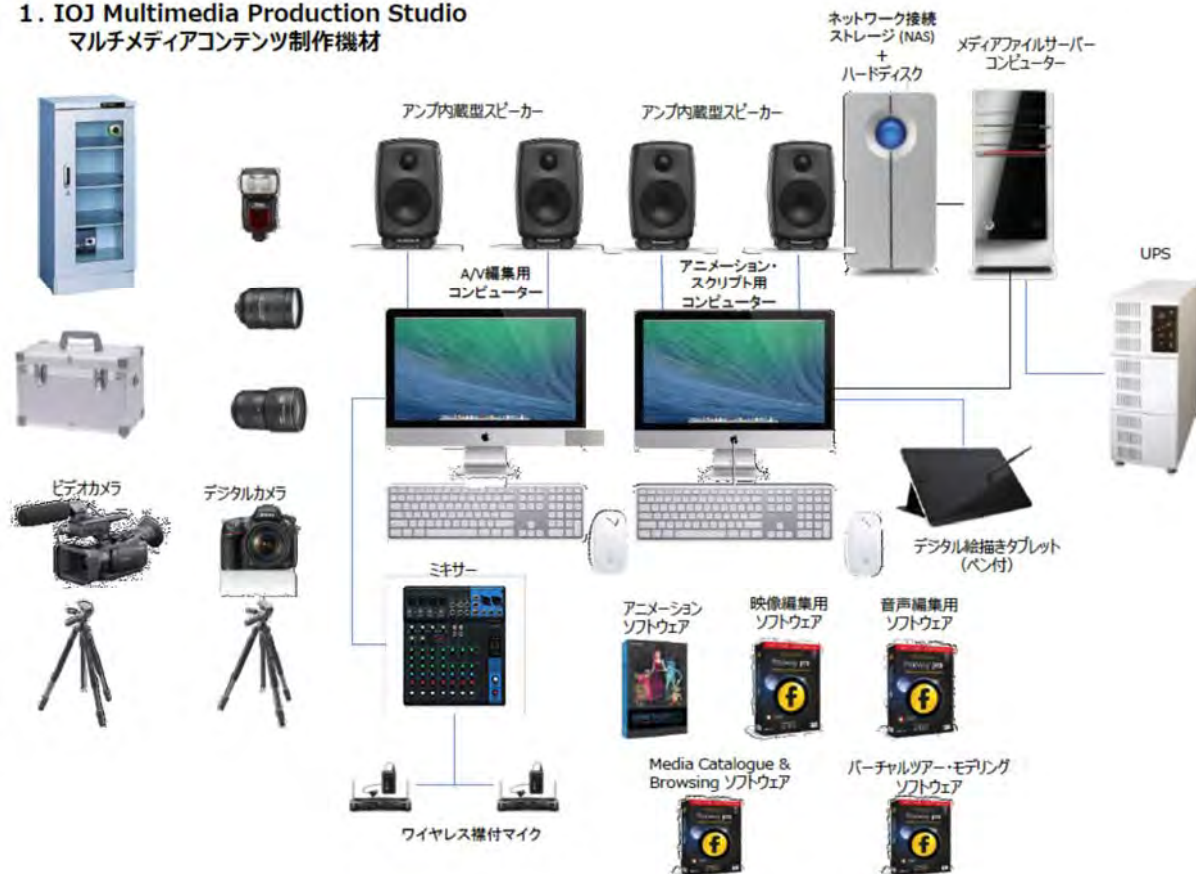 1. IOJ Multimedia Production Studio
マルチメディアコンテンツ制作機材
ネットワーク接続
ストレージ (NAS)
+
ハードディスク
メディアファイルサーバー
コンピューター
アンプ内蔵型スピーカー
アンプ内蔵型スピーカー
UPS
A/V編集用
コンピューター
アニメーション・
スクリプト用
コンピューター
ビデオカメラ
デジタルカメラ
デジタル絵描きタブレット
(ペン付)
ミキサー
アニメーション
ソフトウェア
映像編集用
ソフトウェア
音声編集用
ソフトウェア
Media Catalogue &
Browsing ソフトウェア
バーチャルツアー・モデリング
ソフトウェア
ワイヤレス襟付マイク